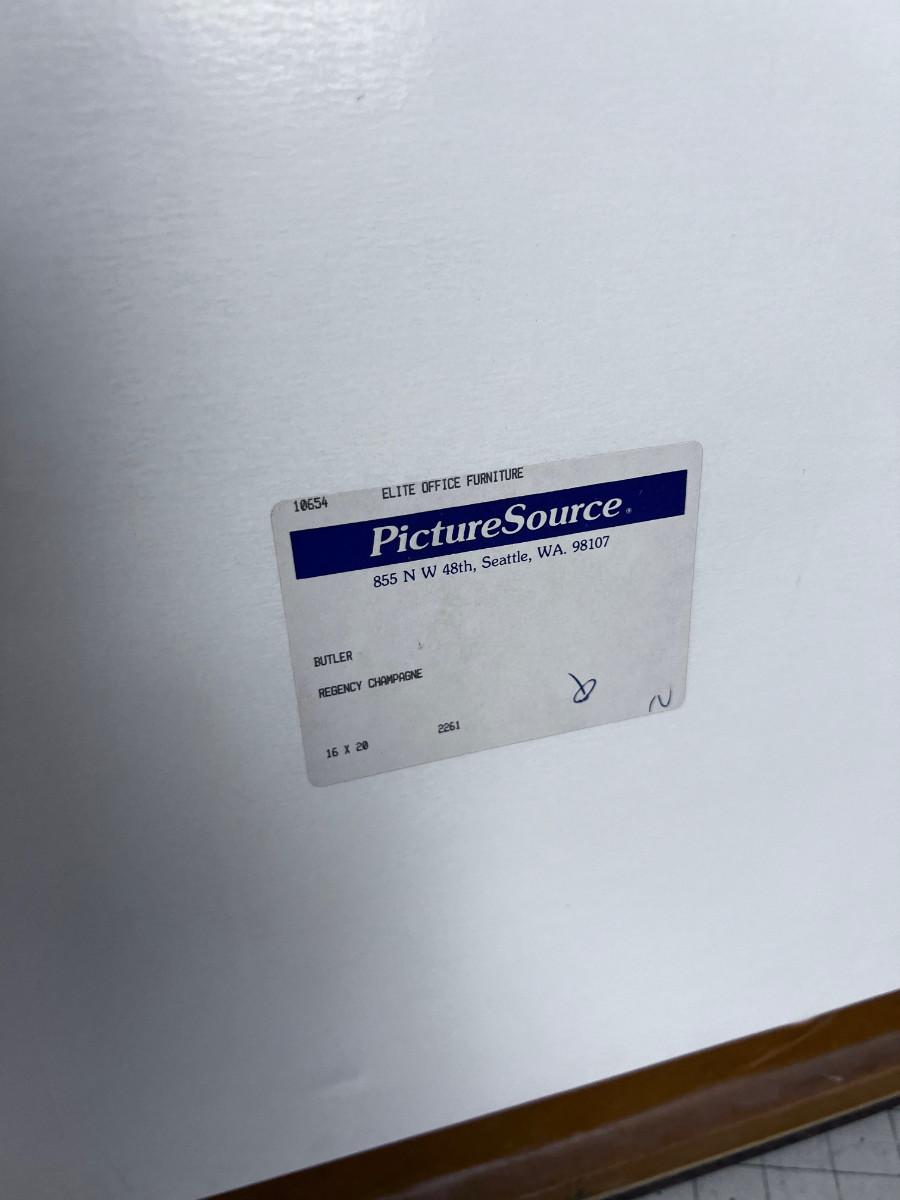 10654 ELITE OFFICE FURNITURE
PictureSource®
855 N W 48th, Seattle, WA. 98107
BUTLER
REGENCY CHAMPAGNE
16 X 20 2261
N